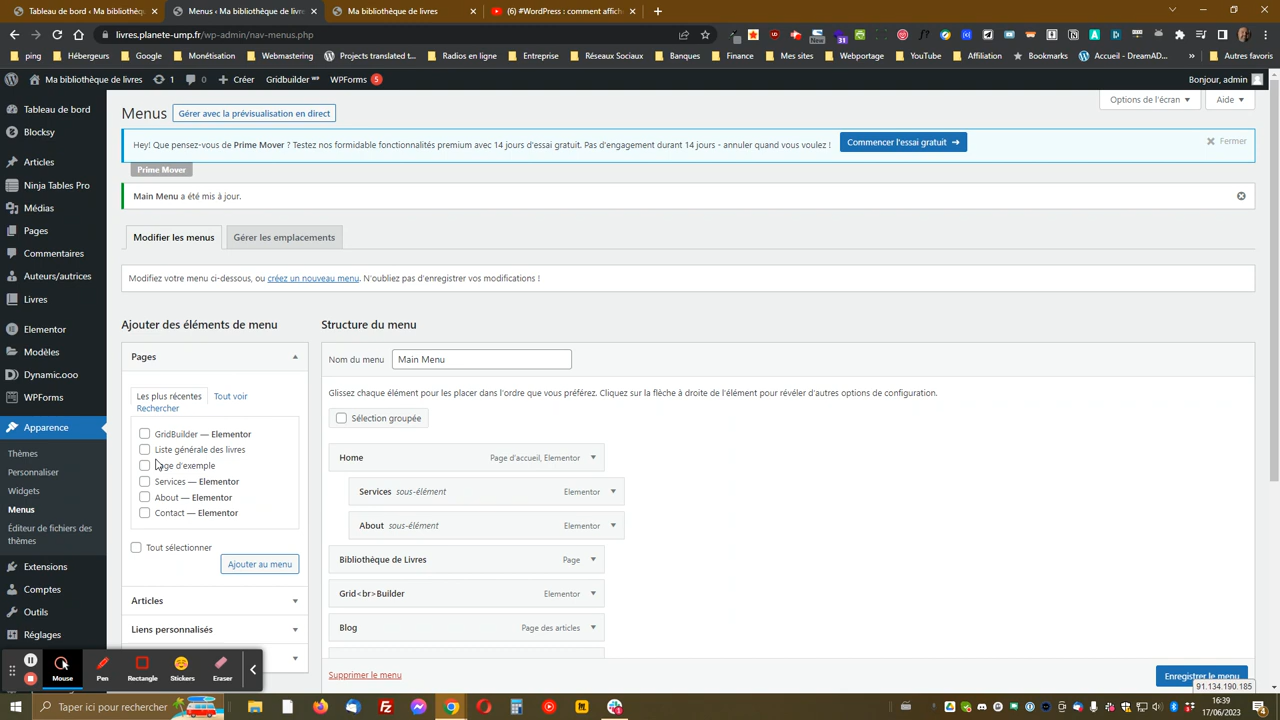 Tableau de bord ‹ Ma bibliothèq
Menus ‹ Ma bibliothèque de livre
Ma bibliothèque de livres
(6) #WordPress : comment affich
livres.planete-ump.fr/wp-admin/nav-menus.php
ping
Hébergeurs
Google
Monétisation
Webmastering
Projets translated t...
Radios en ligne
Entreprise
Réseaux Sociaux
Banques
Finance
Mes sites
Webportage
YouTube
Affiliation
Bookmarks
Accueil - DreamAD...
Autres favoris
Ma bibliothèque de livres
1
0
Créer
Gridbuilder WP
WPForms 5
Bonjour, admin
Tableau de bord
Blocksy
Articles
Ninja Tables Pro
Médias
Pages
Commentaires
Auteurs/autrices
Livres
Elementor
Modèles
Dynamic.ooo
WPForms
Apparence
Thèmes
Personnaliser
Widgets
Menus
Éditeur de fichiers des
thèmes
Extensions
Comptes
Outils
Réglages
Options de l'écran
Aide
Menus
Gérer avec la prévisualisation en direct
Hey! Que pensez-vous de Prime Mover ? Testez nos formidable fonctionnalités premium avec 14 jours d'essai gratuit. Pas d'engagement durant 14 jours - annuler quand vous voulez !
Commencer l'essai gratuit →
Fermer
Prime Mover
Main Menu a été mis à jour.
Modifier les menus
Gérer les emplacements
Modifiez votre menu ci-dessous, ou créez un nouveau menu. N'oubliez pas d'enregistrer vos modifications !
Ajouter des éléments de menu
Pages
Les plus récentes
Tout voir
Rechercher
GridBuilder — Elementor
Liste générale des livres
Page d'exemple
Services — Elementor
About — Elementor
Contact — Elementor
Tout sélectionner
Ajouter au menu
Articles
Liens personnalisés
Structure du menu
Nom du menu
Main Menu
Glissez chaque élément pour les placer dans l'ordre que vous préférez. Cliquez sur la flèche à droite de l'élément pour révéler d'autres options de configuration.
Sélection groupée
Home
Page d'accueil, Elementor
Services sous-élément
Elementor
About sous-élément
Elementor
Bibliothèque de Livres
Page
Grid<br>Builder
Elementor
Blog
Page des articles
Supprimer le menu
Enregistrer le menu
91.134.190.185
Mouse
Pen
Rectangle
Stickers
Eraser
Taper ici pour rechercher
16:39
17/06/2023